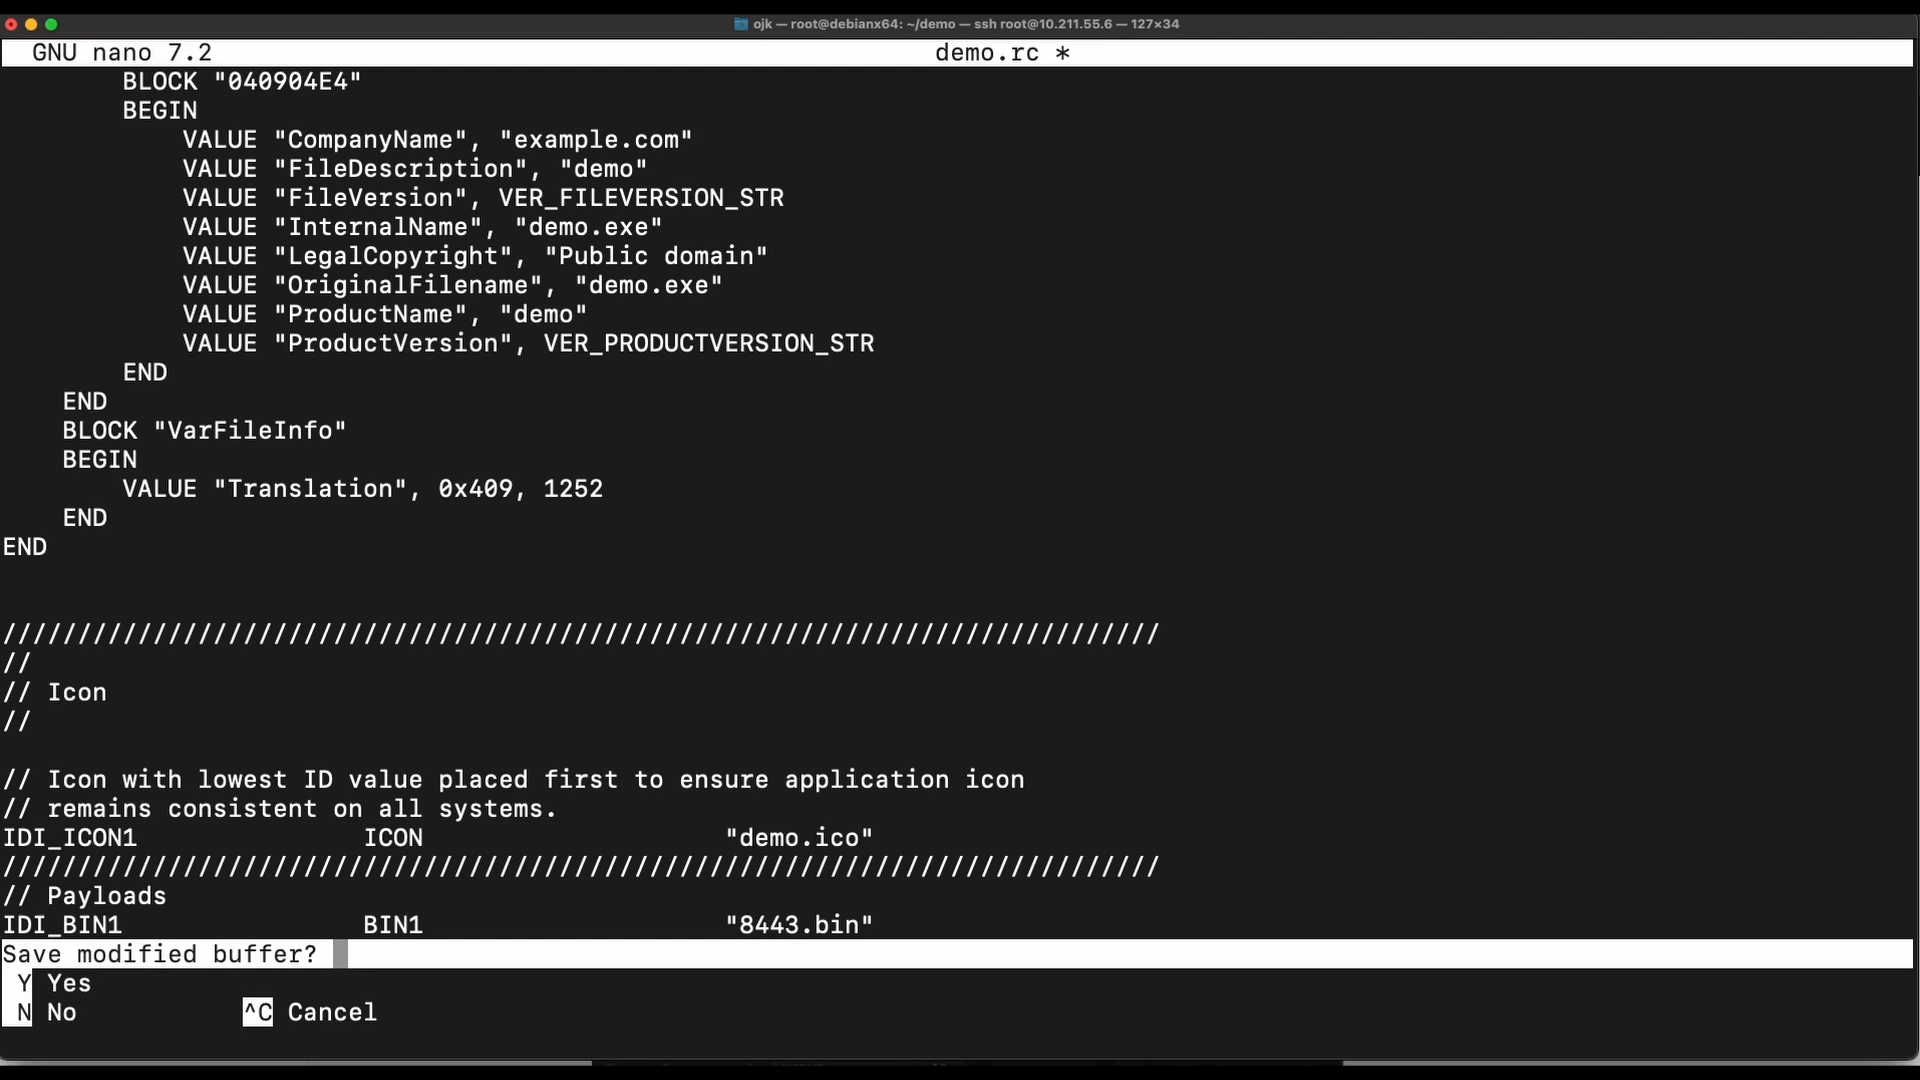 ojk — root@debianx64: ~/demo — ssh root@10.211.55.6 — 127×34
GNU nano 7.2 demo.rc *
BLOCK "040904E4"
BEGIN
VALUE "CompanyName", "example.com"
VALUE "FileDescription", "demo"
VALUE "FileVersion", VER_FILEVERSION_STR
VALUE "InternalName", "demo.exe"
VALUE "LegalCopyright", "Public domain"
VALUE "OriginalFilename", "demo.exe"
VALUE "ProductName", "demo"
VALUE "ProductVersion", VER_PRODUCTVERSION_STR
END
END
BLOCK "VarFileInfo"
BEGIN
VALUE "Translation", 0x409, 1252
END
END
/////////////////////////////////////////////////////////////////////////////
//
// Icon
//
// Icon with lowest ID value placed first to ensure application icon
// remains consistent on all systems.
IDI_ICON1 ICON "demo.ico"
/////////////////////////////////////////////////////////////////////////////
// Payloads
IDI_BIN1 BIN1 "8443.bin"
Save modified buffer?
Y Yes
N No ^C Cancel